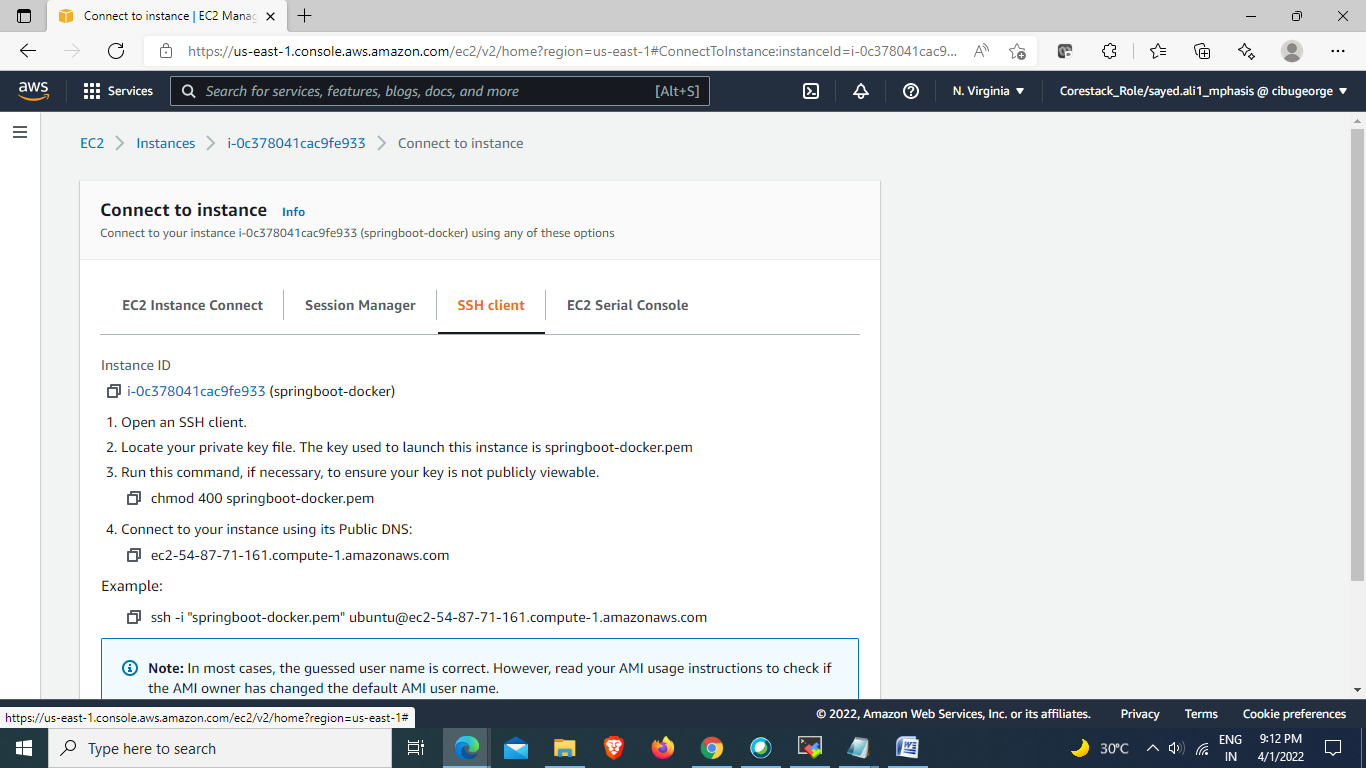 Connect to instance | EC2 Manag
https://us-east-1.console.aws.amazon.com/ec2/v2/home?region=us-east-1#ConnectToInstance:instanceId=i-0c378041cac9...
aws
Services
Search for services, features, blogs, docs, and more
[Alt+S]
N. Virginia
Corestack_Role/sayed.ali1_mphasis @ cibugeorge
EC2
Instances
i-0c378041cac9fe933
Connect to instance
Connect to instance
Info
Connect to your instance i-0c378041cac9fe933 (springboot-docker) using any of these options
EC2 Instance Connect
Session Manager
SSH client
EC2 Serial Console
Instance ID
i-0c378041cac9fe933 (springboot-docker)
1. Open an SSH client.
2. Locate your private key file. The key used to launch this instance is springboot-docker.pem
3. Run this command, if necessary, to ensure your key is not publicly viewable.
chmod 400 springboot-docker.pem
4. Connect to your instance using its Public DNS:
ec2-54-87-71-161.compute-1.amazonaws.com
Example:
ssh -i "springboot-docker.pem" ubuntu@ec2-54-87-71-161.compute-1.amazonaws.com
Note: In most cases, the guessed user name is correct. However, read your AMI usage instructions to check if
the AMI owner has changed the default AMI user name.
https://us-east-1.console.aws.amazon.com/ec2/v2/home?region=us-east-1#
© 2022, Amazon Web Services, Inc. or its affiliates.
Privacy
Terms
Cookie preferences
Type here to search
30°C
ENG
IN
9:12 PM
4/1/2022